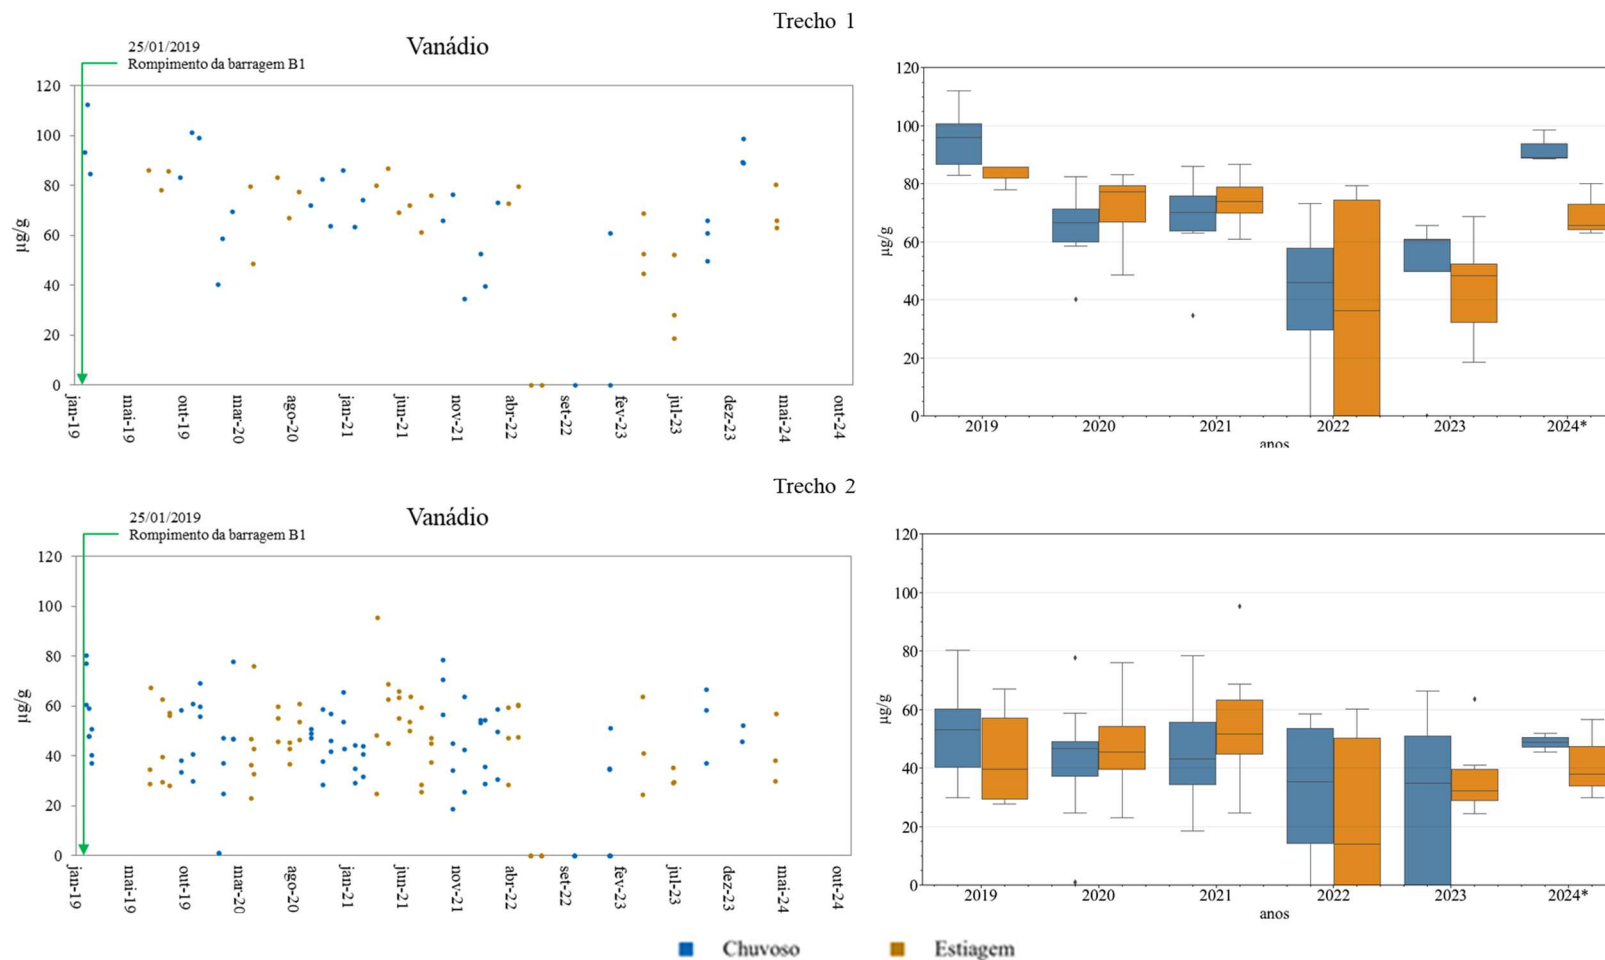 Trecho 1
25/01/2019
Rompimento da barragem B1
Vanádio
120
100
80
60
40
20
0
µg/g
jan-19
mai-19
out-19
mar-20
ago-20
jan-21
jun-21
nov-21
abr-22
set-22
fev-23
jul-23
dez-23
mai-24
out-24
120
100
80
60
40
20
0
µg/g
2019
2020
2021
2022
2023
2024*
anos
Trecho 2
25/01/2019
Rompimento da barragem B1
Vanádio
120
100
80
60
40
20
0
µg/g
jan-19
mai-19
out-19
mar-20
ago-20
jan-21
jun-21
nov-21
abr-22
set-22
fev-23
jul-23
dez-23
mai-24
out-24
120
100
80
60
40
20
0
µg/g
2019
2020
2021
2022
2023
2024*
anos
Chuvoso
Estiagem